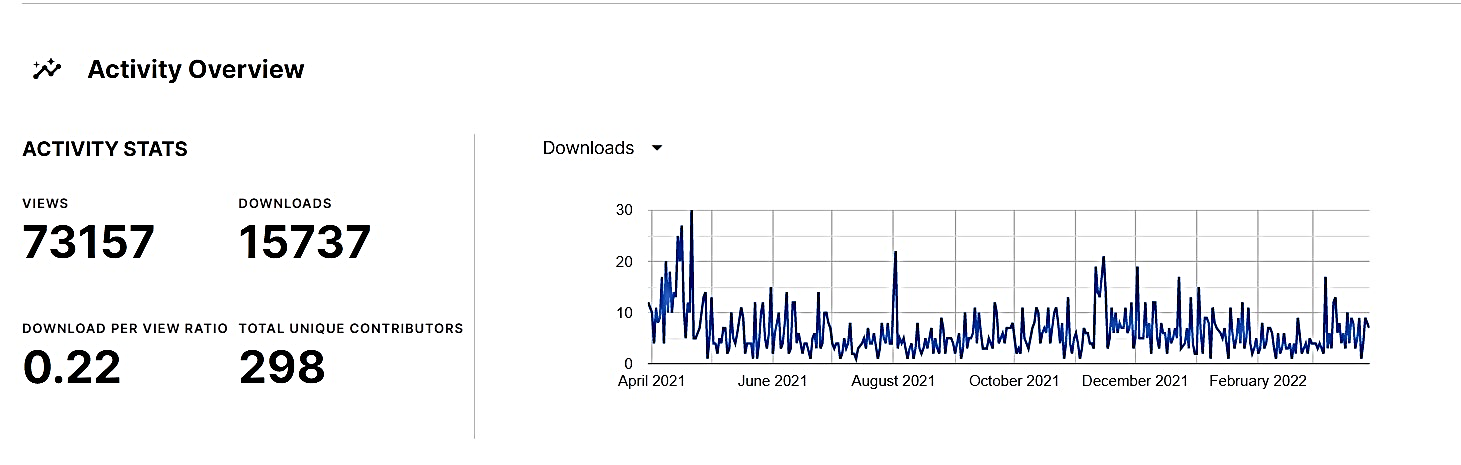 Activity Overview
ACTIVITY STATS
VIEWS
73157
DOWNLOADS
15737
DOWNLOAD PER VIEW RATIO
0.22
TOTAL UNIQUE CONTRIBUTORS
298
Downloads
30
20
10
0
April 2021 June 2021 August 2021 October 2021 December 2021 February 2022